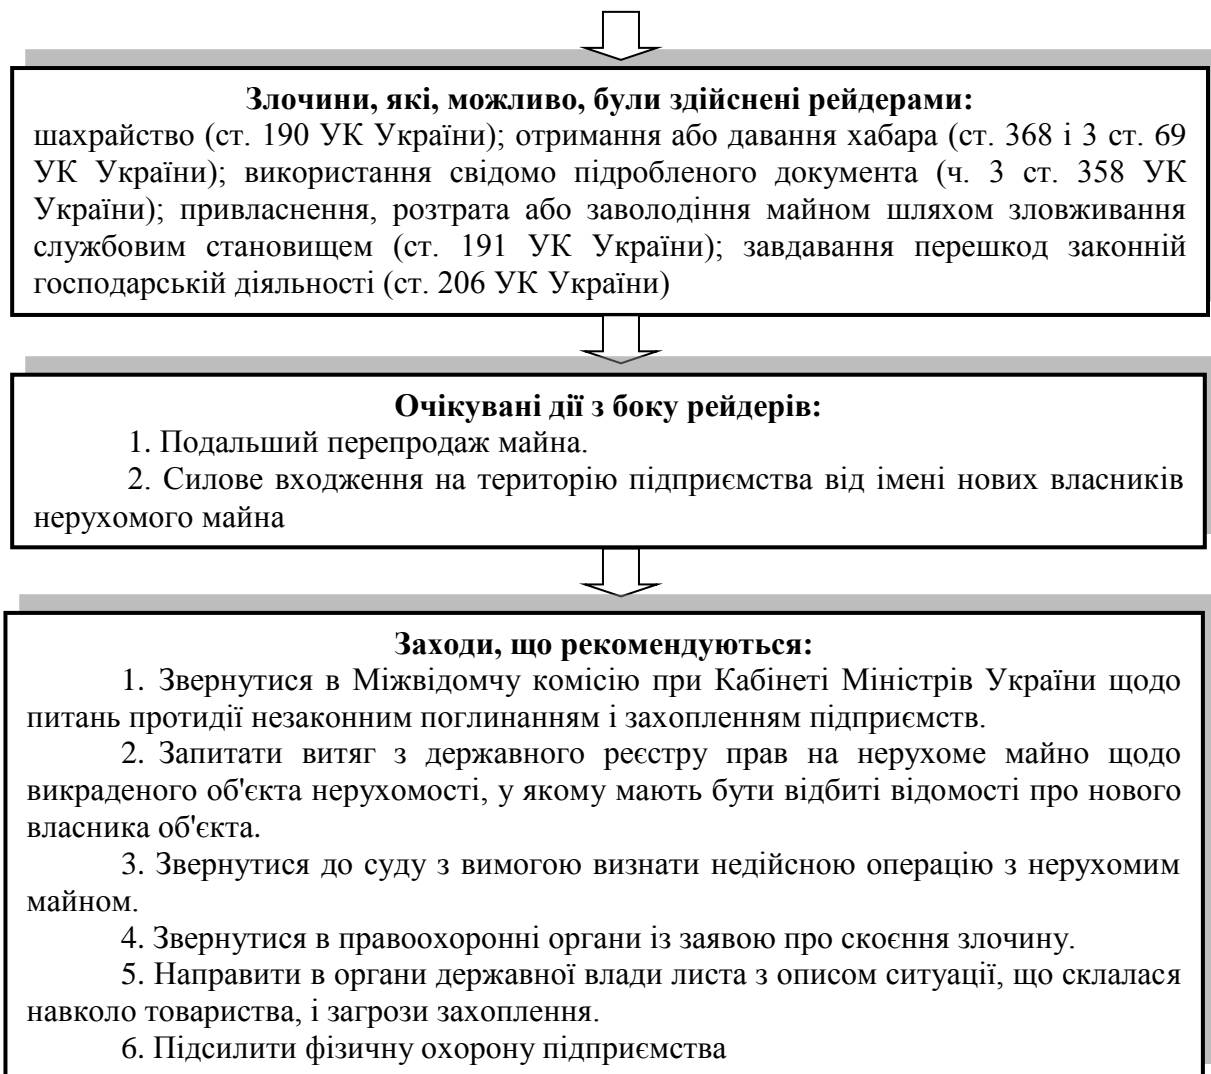 Злочини, які, можливо, були здійснені рейдерами:
шахрайство (ст. 190 УК України); отримання або давання хабара (ст. 368 і 3 ст. 69
УК України); використання свідомо підробленого документа (ч. 3 ст. 358 УК
України); привласнення, розтрата або заволодіння майном шляхом зловживання
службовим становищем (ст. 191 УК України); завдавання перешкод законній
господарській діяльності (ст. 206 УК України)
Очікувані дії з боку рейдерів:
1. Подальший перепродаж майна.
2. Силове входження на територію підприємства від імені нових власників
нерухомого майна
Заходи, що рекомендуються:
1. Звернутися в Міжвідомчу комісію при Кабінеті Міністрів України щодо
питань протидії незаконним поглинанням і захопленням підприємств.
2. Запитати витяг з державного реєстру прав на нерухоме майно щодо
викраденого об'єкта нерухомості, у якому мають бути відбиті відомості про нового
власника об'єкта.
3. Звернутися до суду з вимогою визнати недійсною операцію з нерухомим
майном.
4. Звернутися в правоохоронні органи із заявою про скоєння злочину.
5. Направити в органи державної влади листа з описом ситуації, що склалася
навколо товариства, і загрози захоплення.
6. Підсилити фізичну охорону підприємства